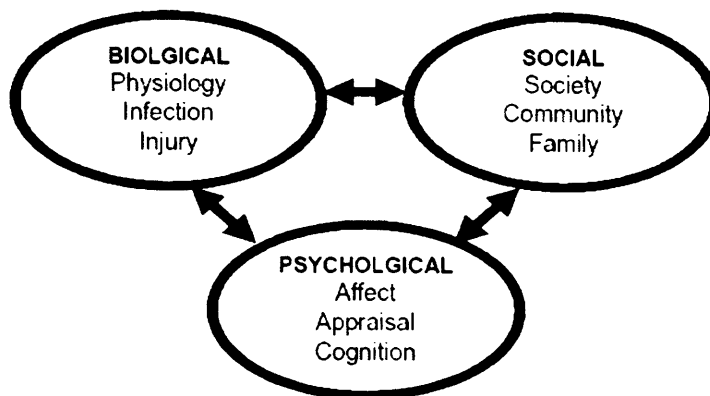 BIOLGICAL
Physiology
Infection
Injury
SOCIAL
Society
Community
Family
PSYCHOLGICAL
Affect
Appraisal
Cognition